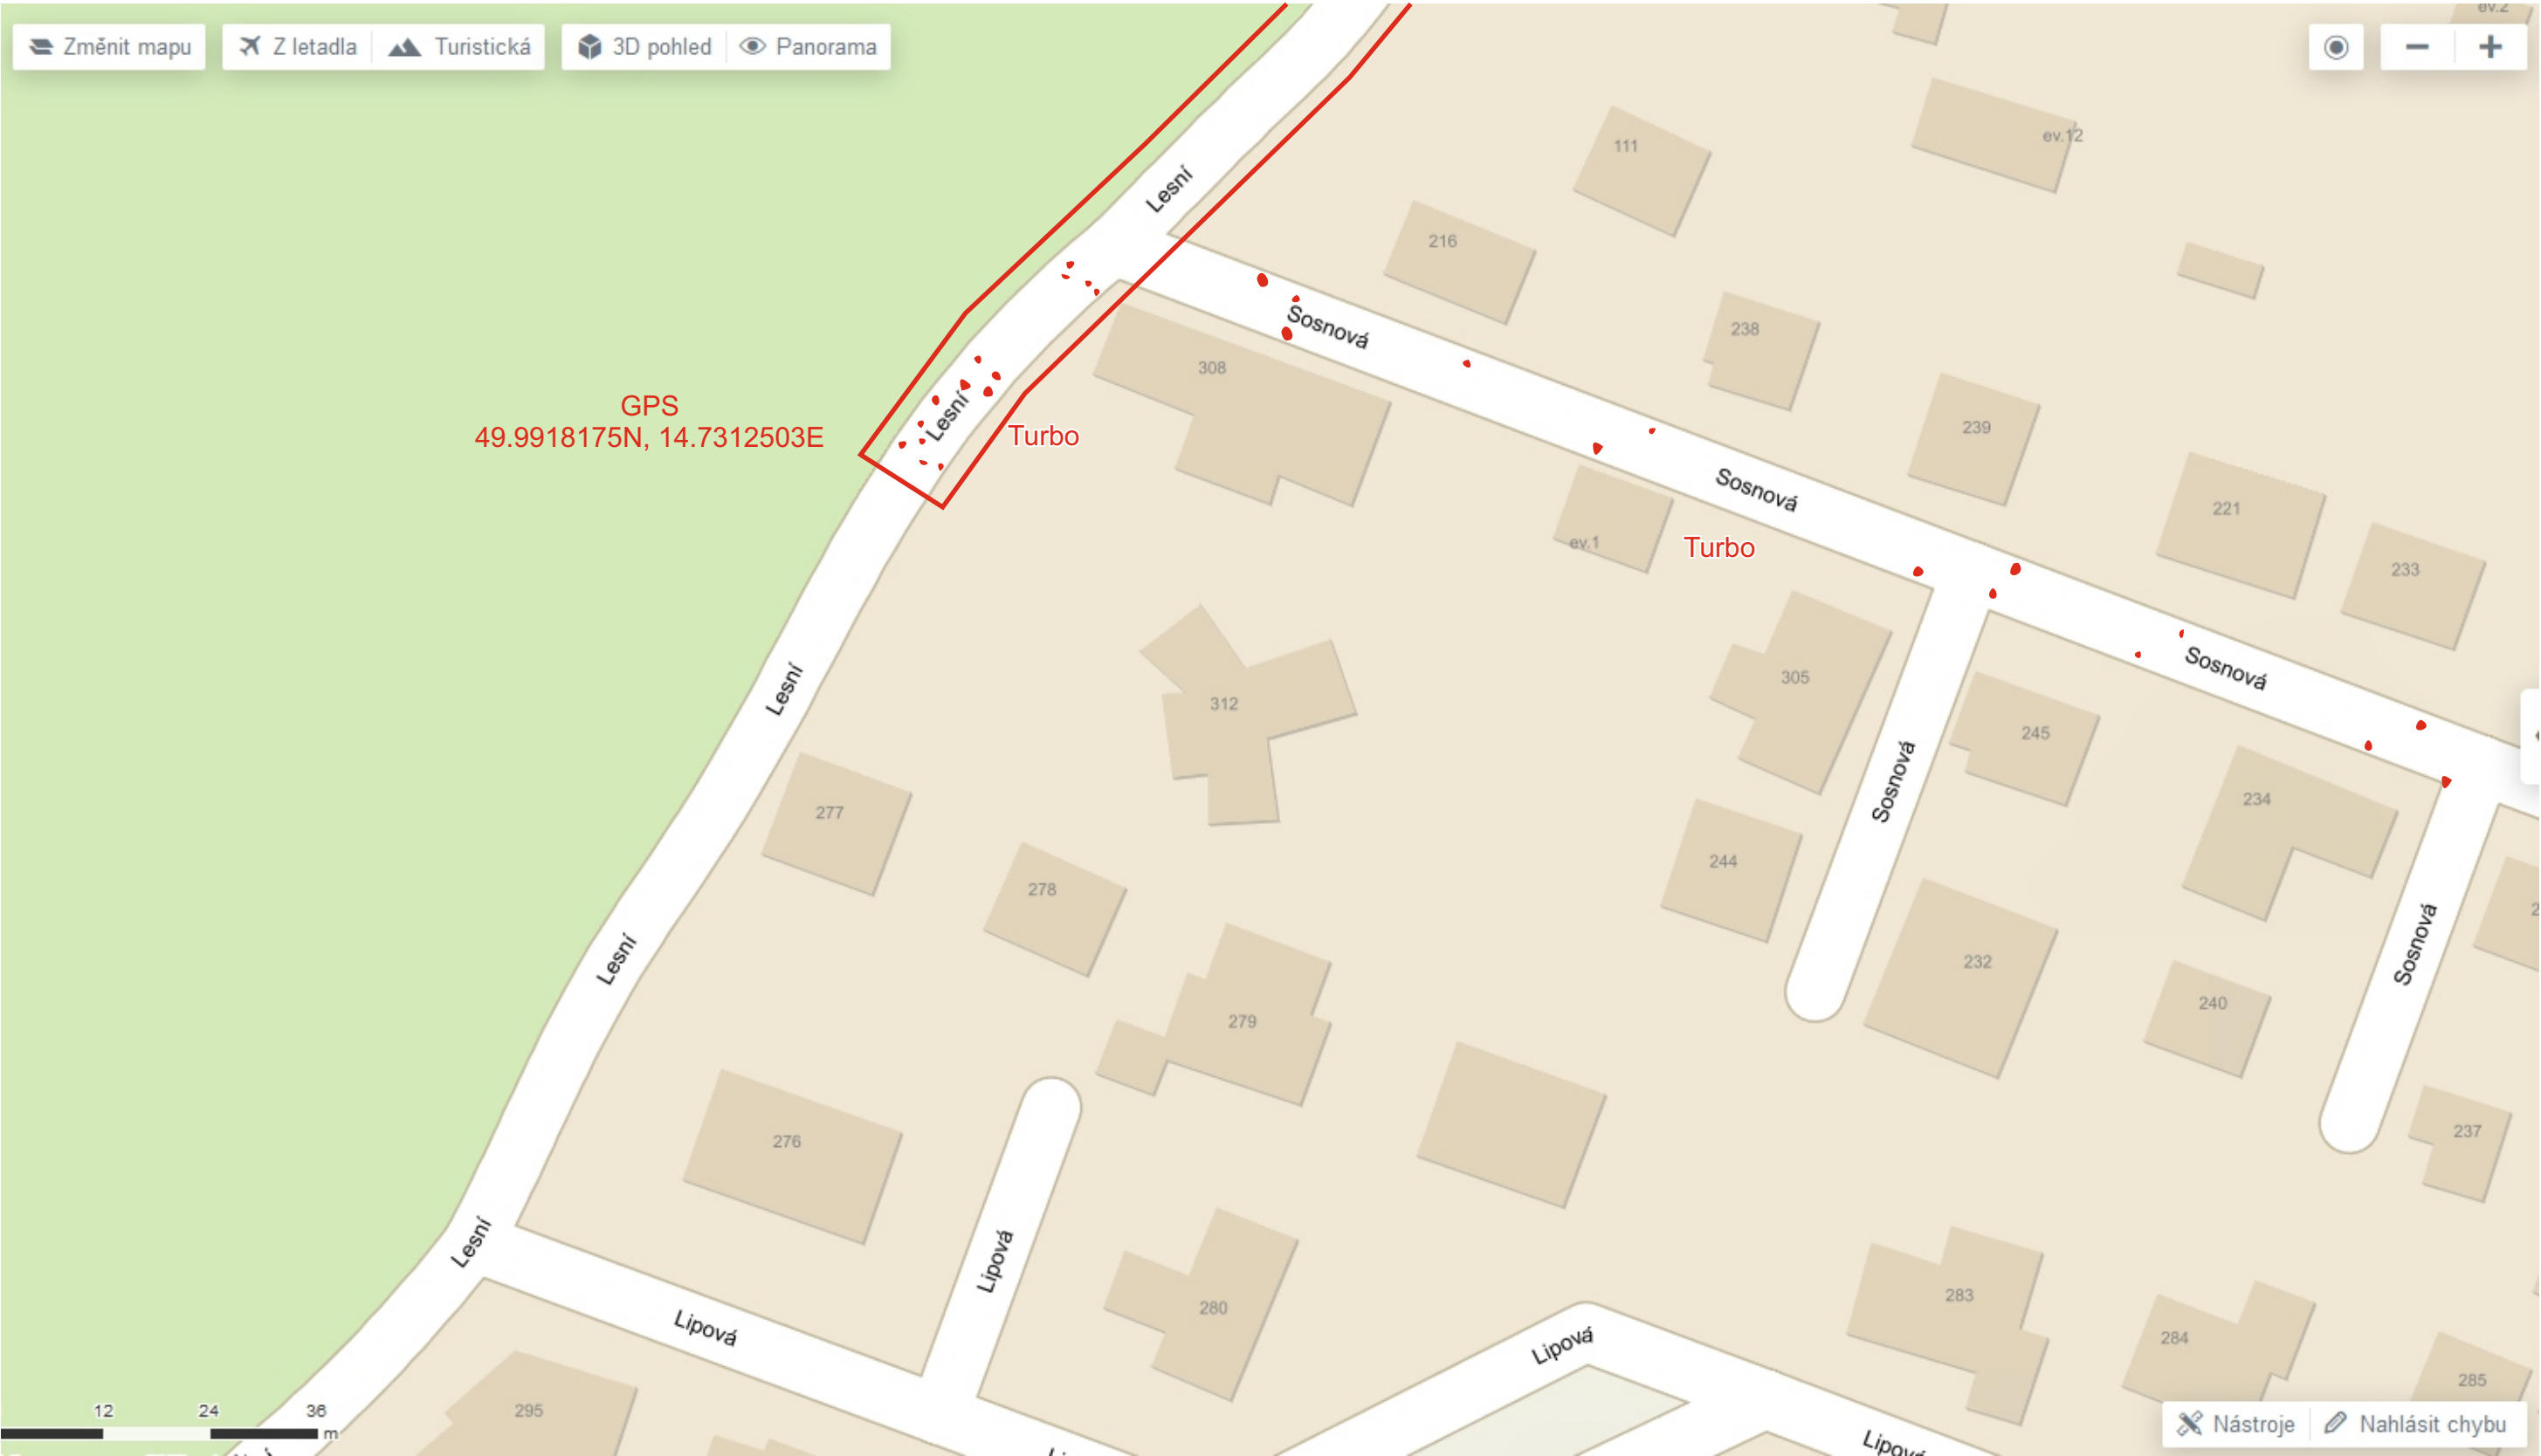 Změnit mapu
Z letadla
Turistická
3D pohled
Panorama
ev.2
ev.12
111
Lesní
216
Sosnová
238
308
GPS
49.9918175N, 14.7312503E
Lesní
Turbo
239
Sosnová
221
ev.1
Turbo
233
Lesní
312
305
Sosnová
245
277
Sosnová
234
244
278
Lesní
232
Sosnová
279
240
276
237
Lesní
Lipová
280
283
Lipová
Lipová
284
285
295
12 24 36
m
Lipová
Nástroje
Nahlásit chybu